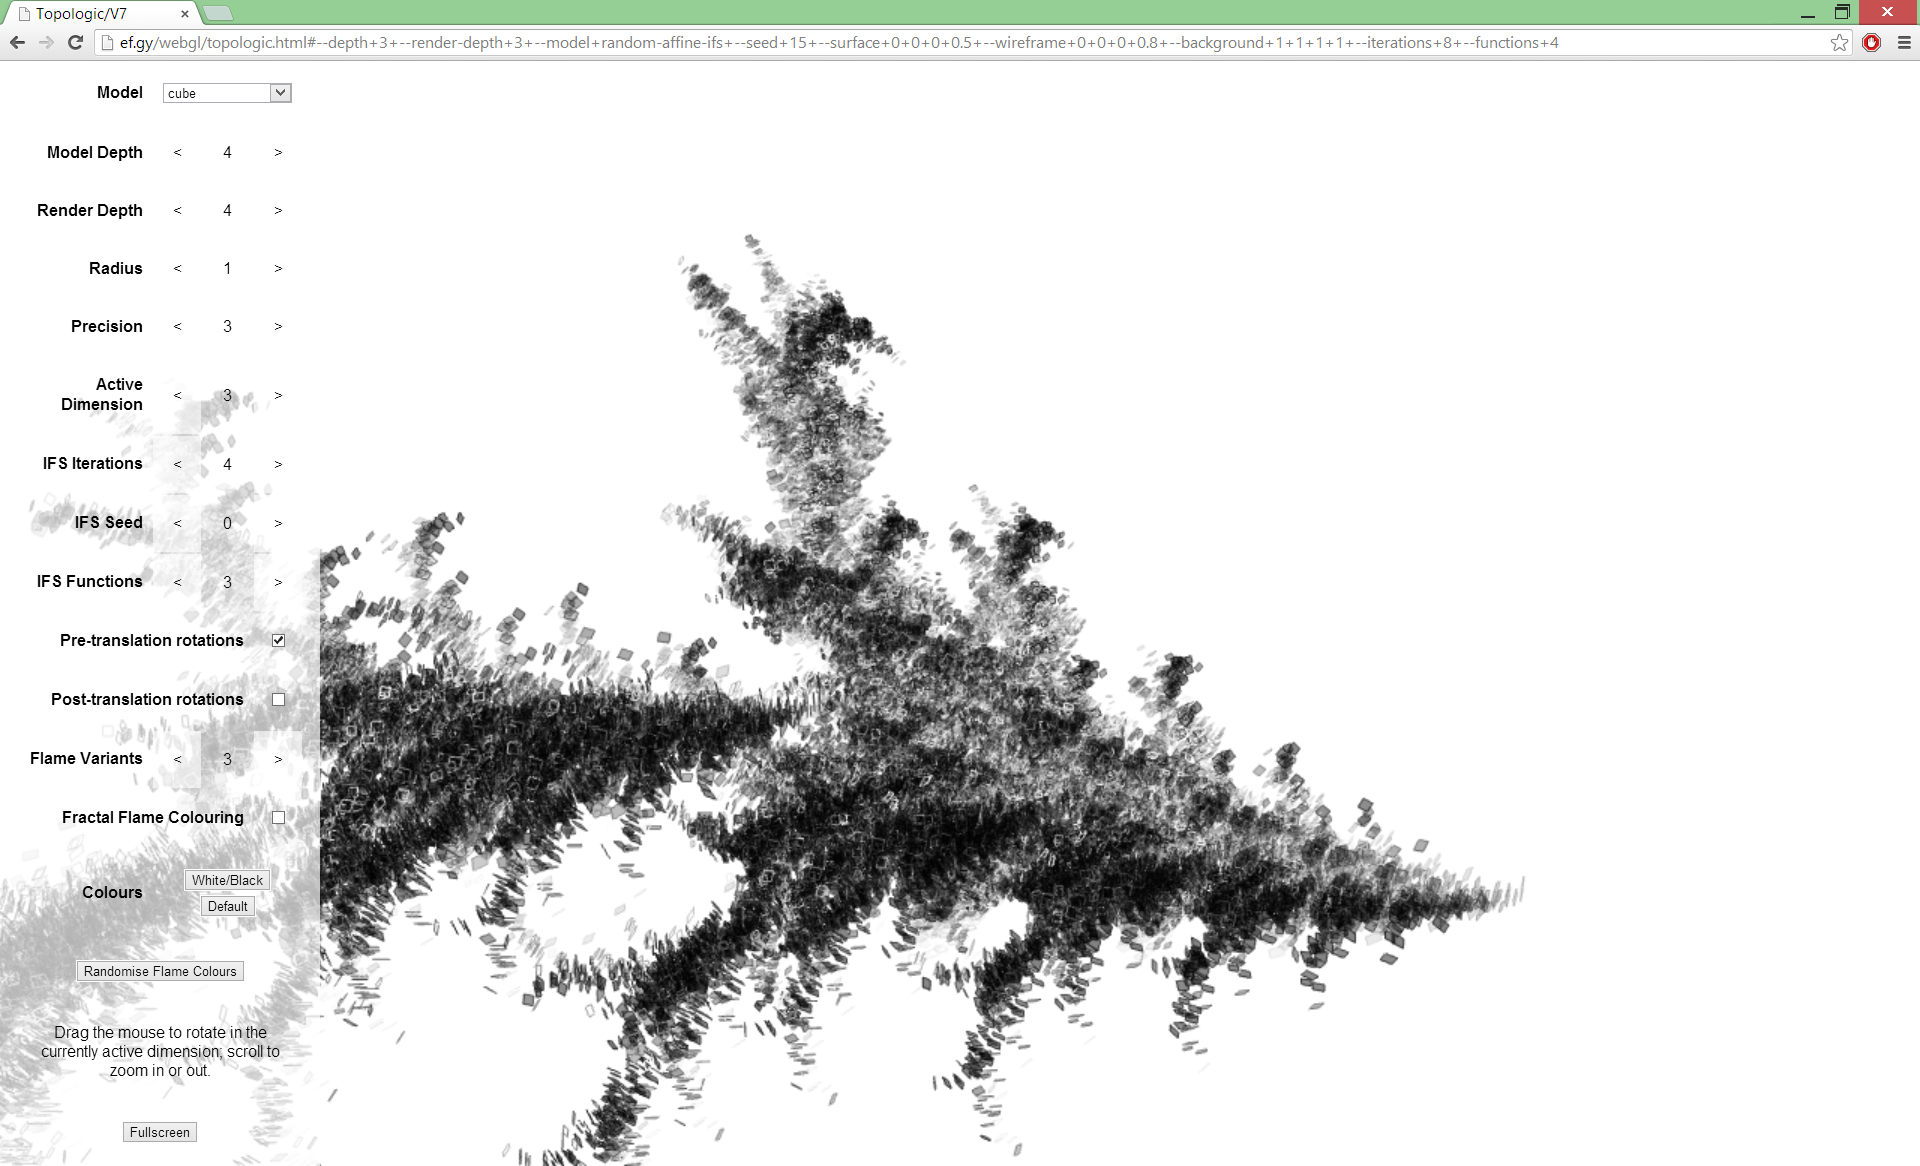 Topologic/V7
ef.gy/webgl/topologic.html#--depth+3+--render-depth+3+--model+random-affine-ifs+--seed+15+--surface+0+0+0+0.5+--wireframe+0+0+0+0.8+--background+1+1+1+1+--iterations+8+--functions+4
Model cube
Model Depth < 4 >
Render Depth < 4 >
Radius < 1 >
Precision < 3 >
Active
Dimension < 3 >
IFS Iterations < 4 >
IFS Seed < 0 >
IFS Functions < 3 >
Pre-translation rotations
Post-translation rotations
Flame Variants < 3 >
Fractal Flame Colouring
Colours White/Black
Default
Randomise Flame Colours
Drag the mouse to rotate in the
currently active dimension; scroll to
zoom in or out.
Fullscreen